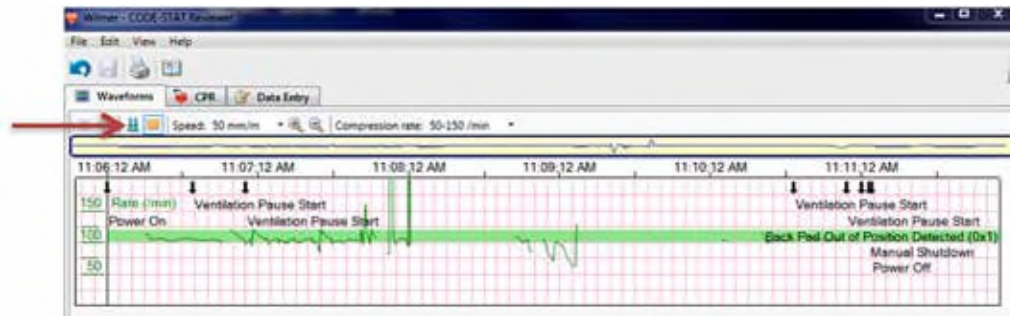 Wilmer - CODE-STAT Reviewer
File Edit View Help
Waveforms CPR Data Entry
Speed: 50 mm/m Compression rate: 50-150 /min
11:06:12 AM 11:07:12 AM 11:08:12 AM 11:09:12 AM 11:10:12 AM 11:11:12 AM
150 Rate (/min) Ventilation Pause Start Ventilation Pause Start
Power On Ventilation Pause Start Ventilation Pause Start
100 Back Pad Out of Position Detected (0x1)
Manual Shutdown
50 Power Off